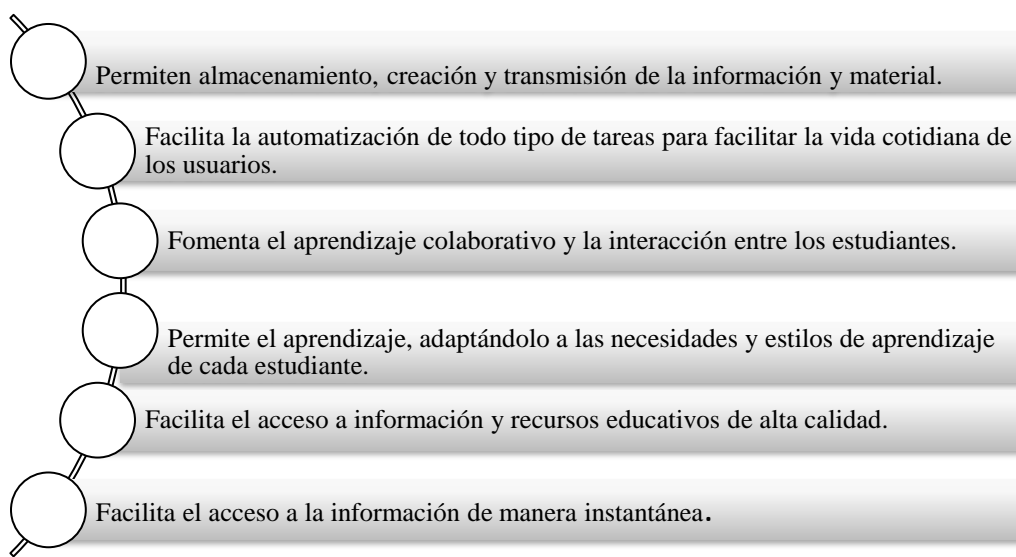 Permiten almacenamiento, creación y transmisión de la información y material.
Facilita la automatización de todo tipo de tareas para facilitar la vida cotidiana de
los usuarios.
Fomenta el aprendizaje colaborativo y la interacción entre los estudiantes.
Permite el aprendizaje, adaptándolo a las necesidades y estilos de aprendizaje
de cada estudiante.
Facilita el acceso a información y recursos educativos de alta calidad.
Facilita el acceso a la información de manera instantánea.